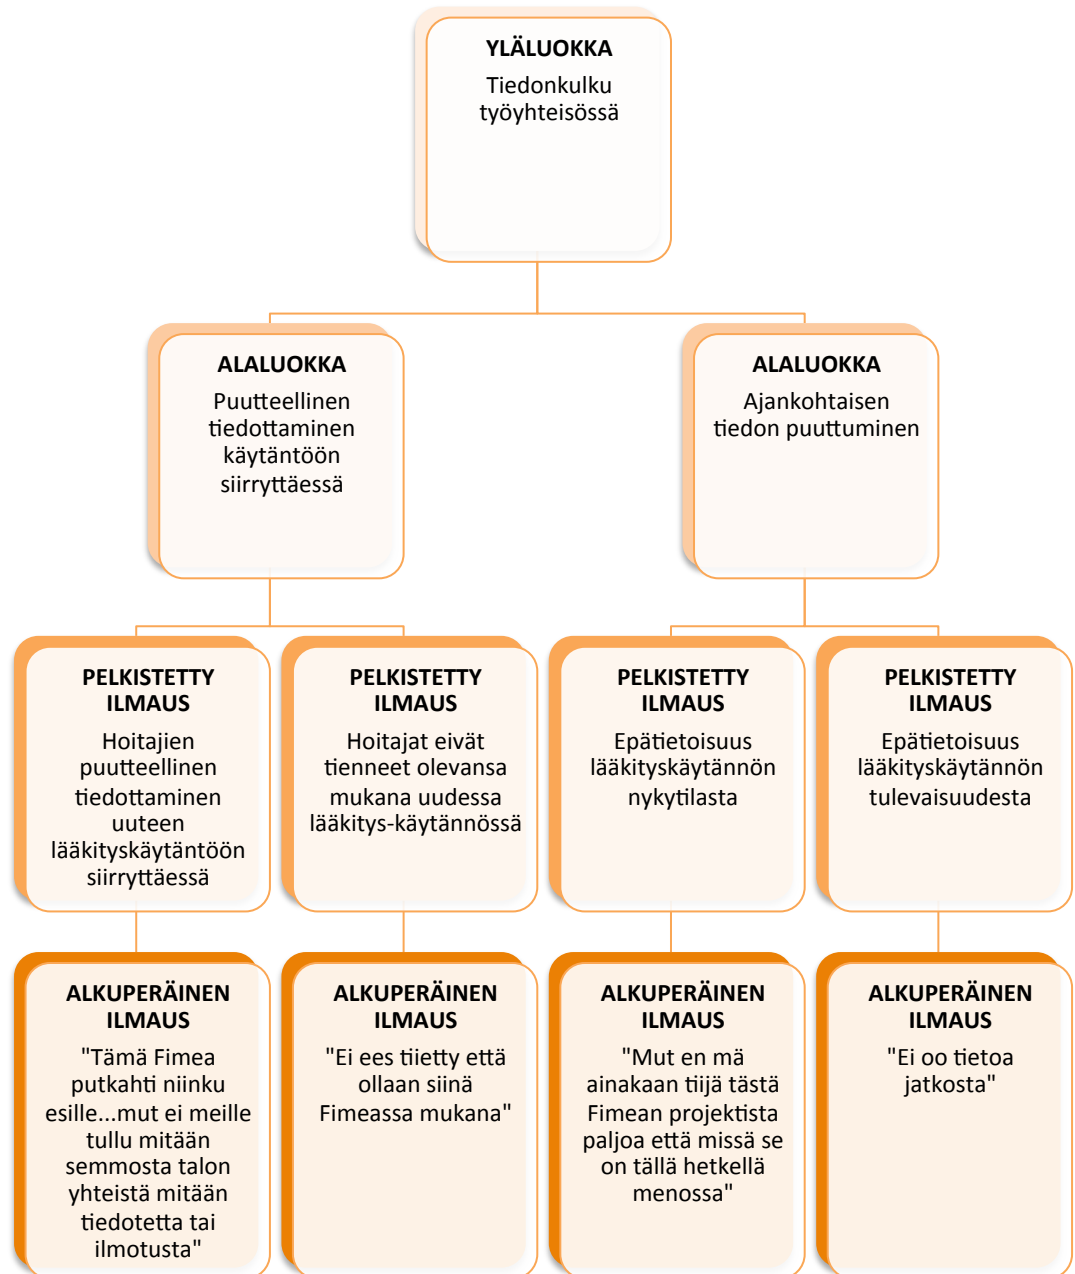 YLÄLUOKKA
Tiedonkulku
työyhteisössä
ALALUOKKA
Puutteellinen
tiedottaminen
käytäntöön
siirryttäessä
ALALUOKKA
Ajankohtaisen
tiedon puuttuminen
PELKISTETTY
ILMAUS
Hoitajien
puutteellinen
tiedottaminen
uuteen
lääkityskäytäntöön
siirryttäessä
PELKISTETTY
ILMAUS
Hoitajat eivät
tienneet olevansa
mukana uudessa
lääkitys-käytännössä
PELKISTETTY
ILMAUS
Epätietoisuus
lääkityskäytännön
nykytilasta
PELKISTETTY
ILMAUS
Epätietoisuus
lääkityskäytännön
tulevaisuudesta
ALKUPERÄINEN
ILMAUS
"Tämä Fimea
putkahti niinku
esille...mut ei meille
tullu mitään
semmosta talon
yhteistä mitään
tiedotetta tai
ilmotusta"
ALKUPERÄINEN
ILMAUS
"Ei ees tiietty että
ollaan siinä
Fimeassa mukana"
ALKUPERÄINEN
ILMAUS
"Mut en mä
ainakaan tiijä tästä
Fimean projektista
paljoa että missä se
on tällä hetkellä
menossa"
ALKUPERÄINEN
ILMAUS
"Ei oo tietoa
jatkosta"